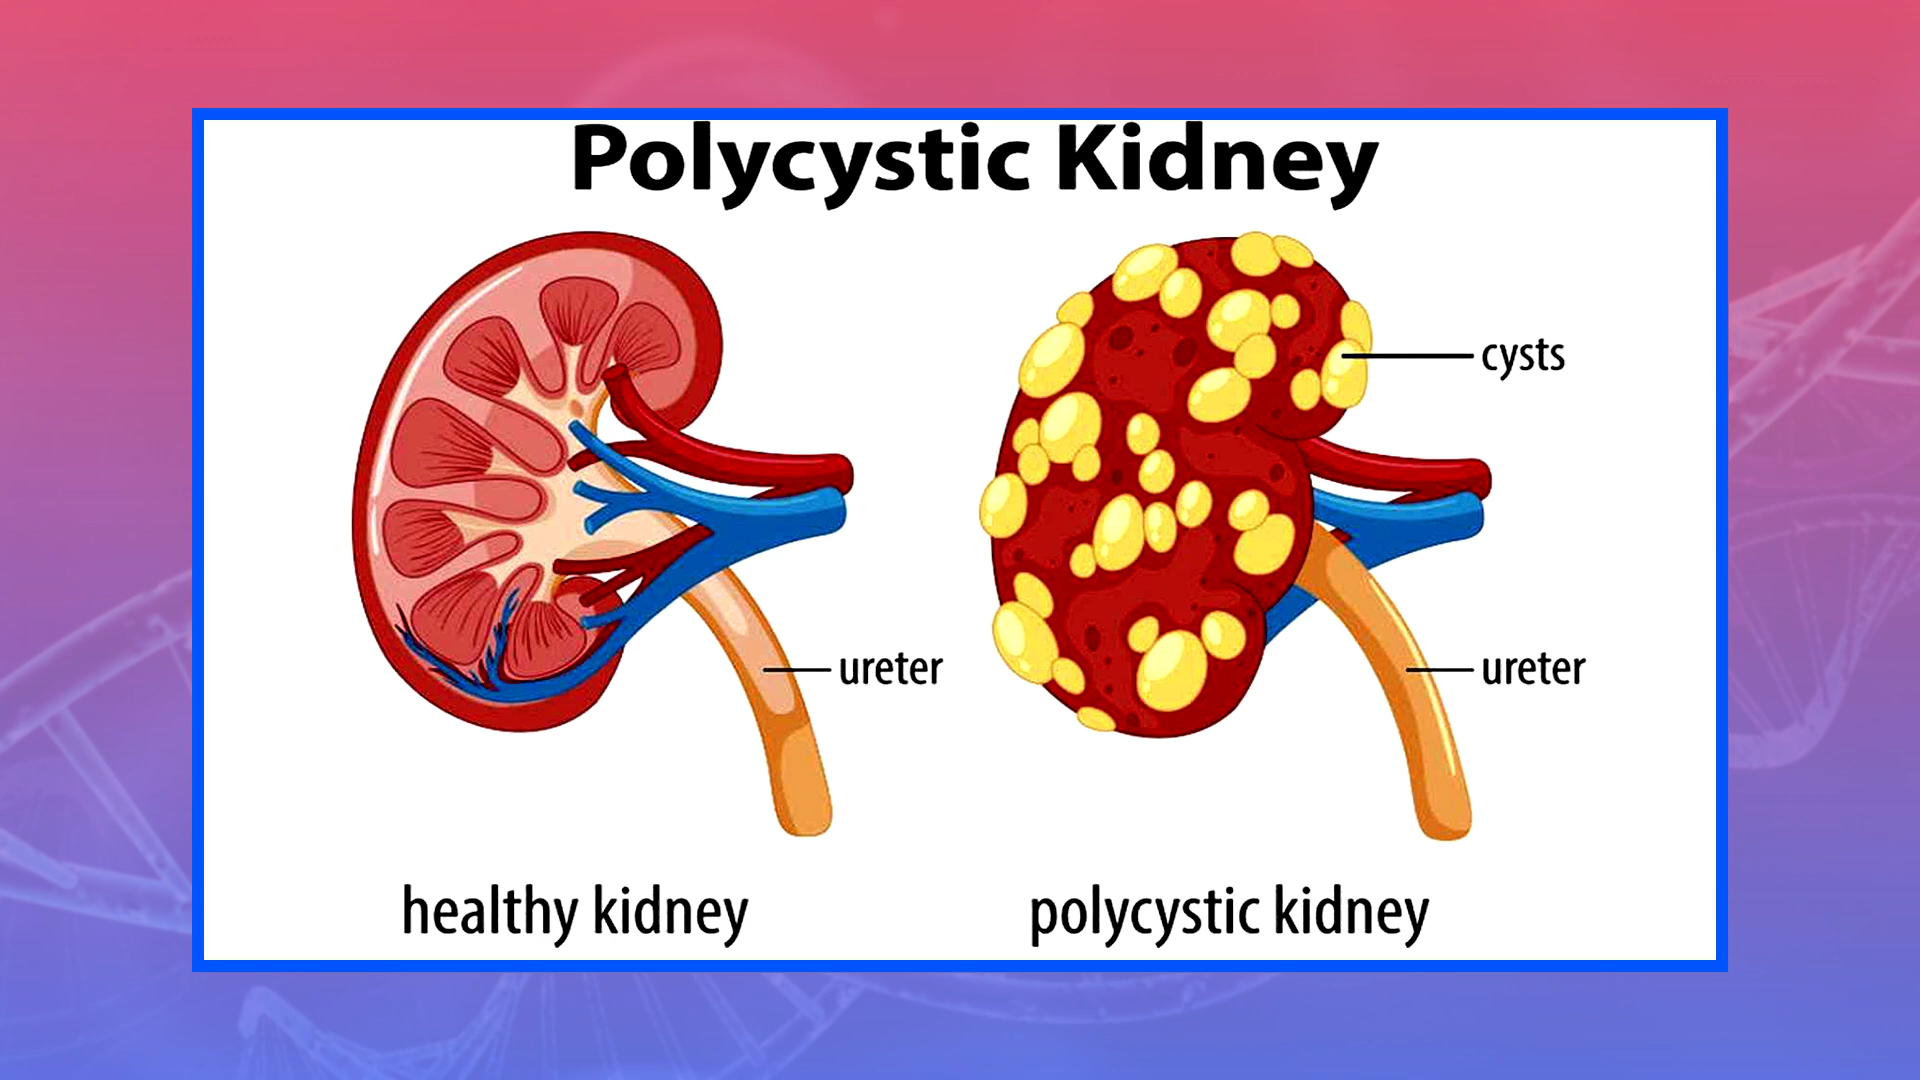 Polycystic Kidney
cysts
ureter
ureter
healthy kidney
polycystic kidney